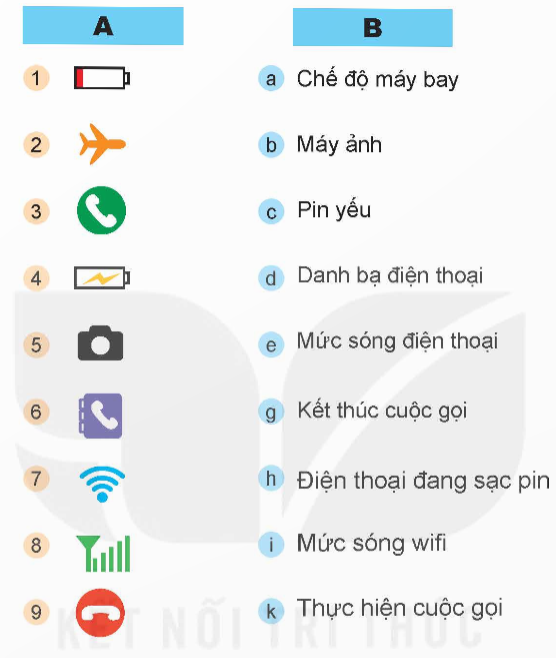 A B
1 a Chế độ máy bay
2 b Máy ảnh
3 c Pin yếu
4 d Danh bạ điện thoại
5 e Mức sóng điện thoại
6 g Kết thúc cuộc gọi
7 h Điện thoại đang sạc pin
8 i Mức sóng wifi
9 k Thực hiện cuộc gọi
KẾT NỐI TRI THỨC